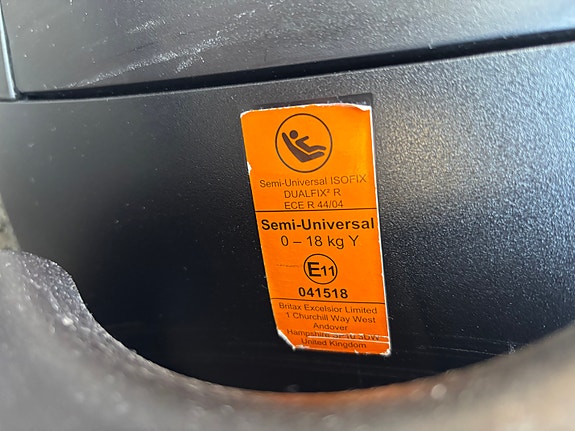 Semi-Universal ISOFIX
DUALFIX² R
ECE R 44/04
Semi-Universal
0 – 18 kg Y
E11
041518
Britax Excelsior Limited
1 Churchill Way West
Andover
Hampshire
United Kingdom